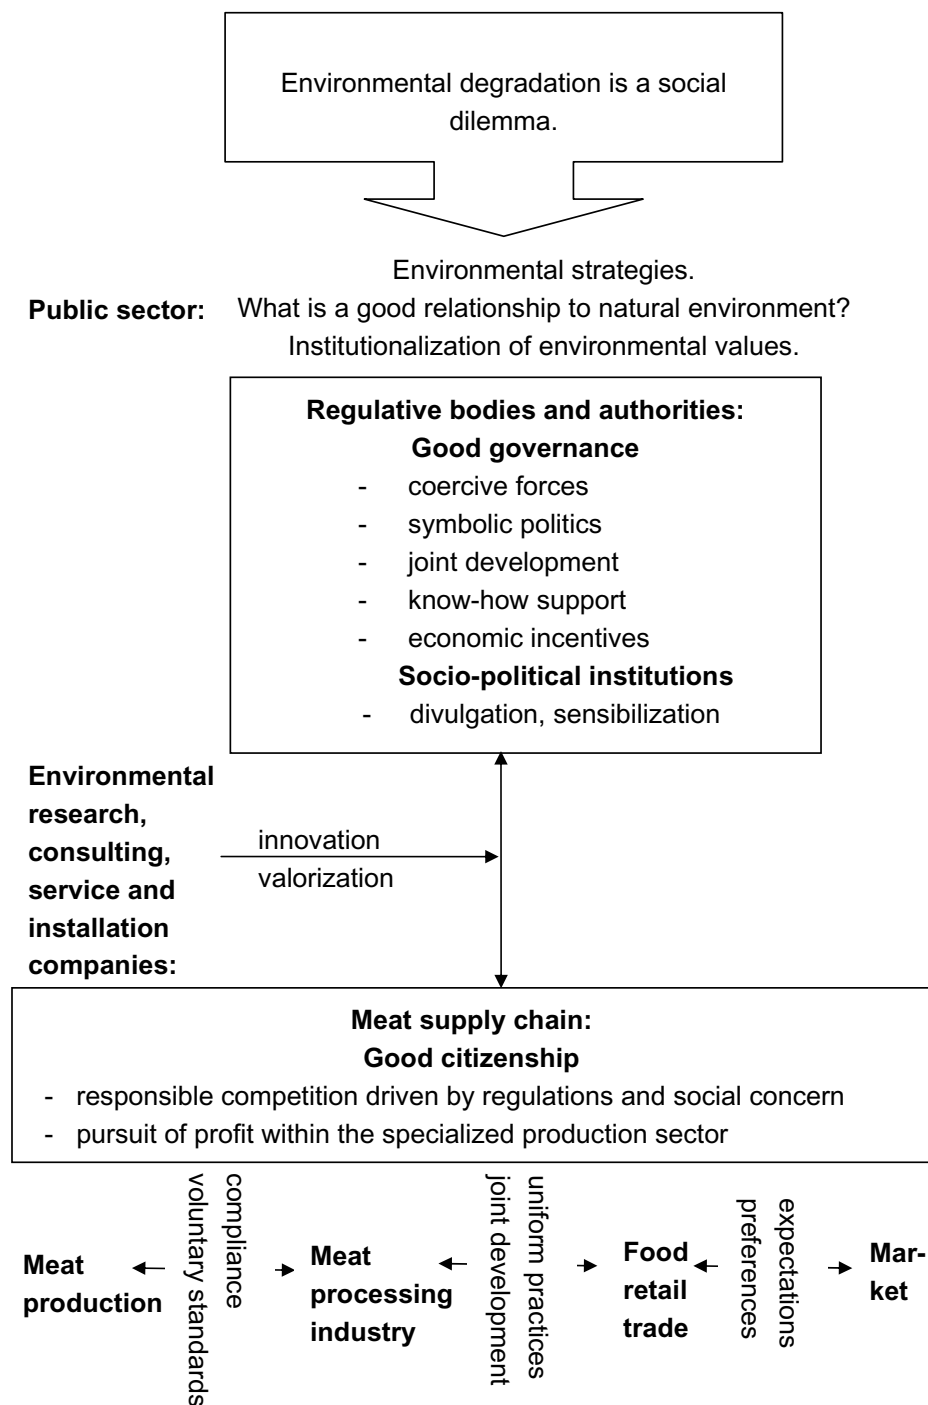 Environmental degradation is a social
dilemma.
Environmental strategies.
Public sector: What is a good relationship to natural environment?
Institutionalization of environmental values.
Regulative bodies and authorities:
Good governance
- coercive forces
- symbolic politics
- joint development
- know-how support
- economic incentives
Socio-political institutions
- divulgation, sensibilization
Environmental
research,
consulting,
service and
installation
companies:
innovation
valorization
Meat supply chain:
Good citizenship
- responsible competition driven by regulations and social concern
- pursuit of profit within the specialized production sector
Meat
production
compliance
voluntary standards
Meat
processing
industry
uniform practices
joint development
Food
retail
trade
expectations
preferences
Mar-
ket